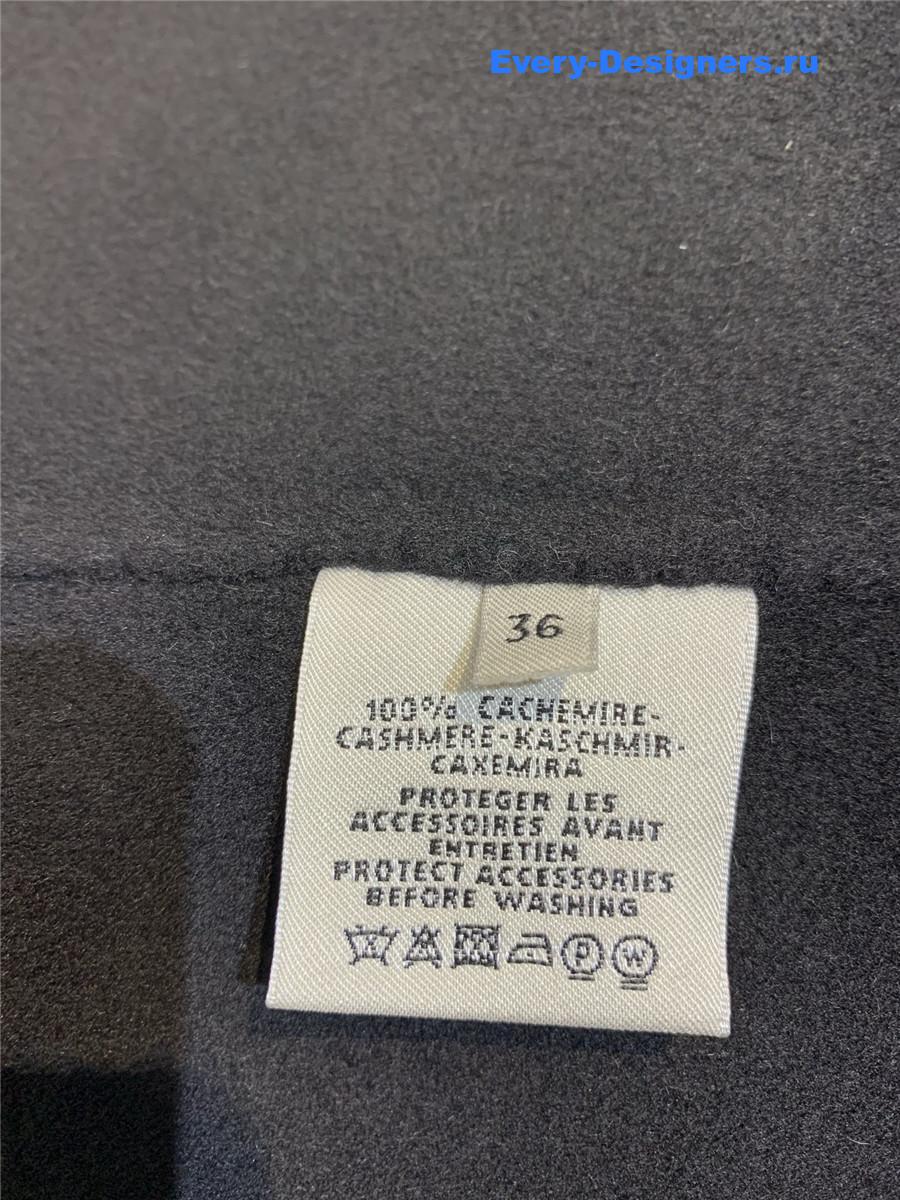 Every-Designers.ru
36
100% CACHEMIRE-
CASHMERE-KASCHMIR-
CAXEMIRA
PROTEGER LES
ACCESSOIRES AVANT
ENTRETIEN
PROTECT ACCESSORIES
BEFORE WASHING
P W